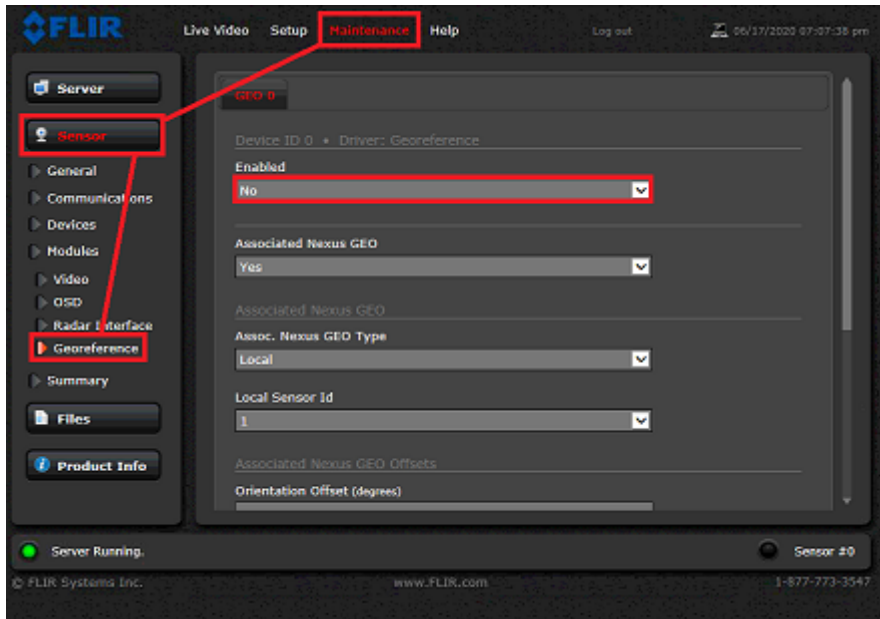 FLIR
Live Video Setup Maintenance Help Log out 06/17/2020 07:07:38 pm
Server
GEO 0
Sensor
Device ID 0 • Driver: Georeference
General
Enabled
Communications
No
Devices
Modules
Associated Nexus GEO
Video
Yes
OSD
Associated Nexus GEO
Radar Interface
Assoc. Nexus GEO Type
Georeference
Local
Summary
Local Sensor Id
Files
1
Product Info
Associated Nexus GEO Offsets
Orientation Offset (degrees)
Server Running. Sensor #0
© FLIR Systems Inc. www.FLIR.com 1-877-773-3547